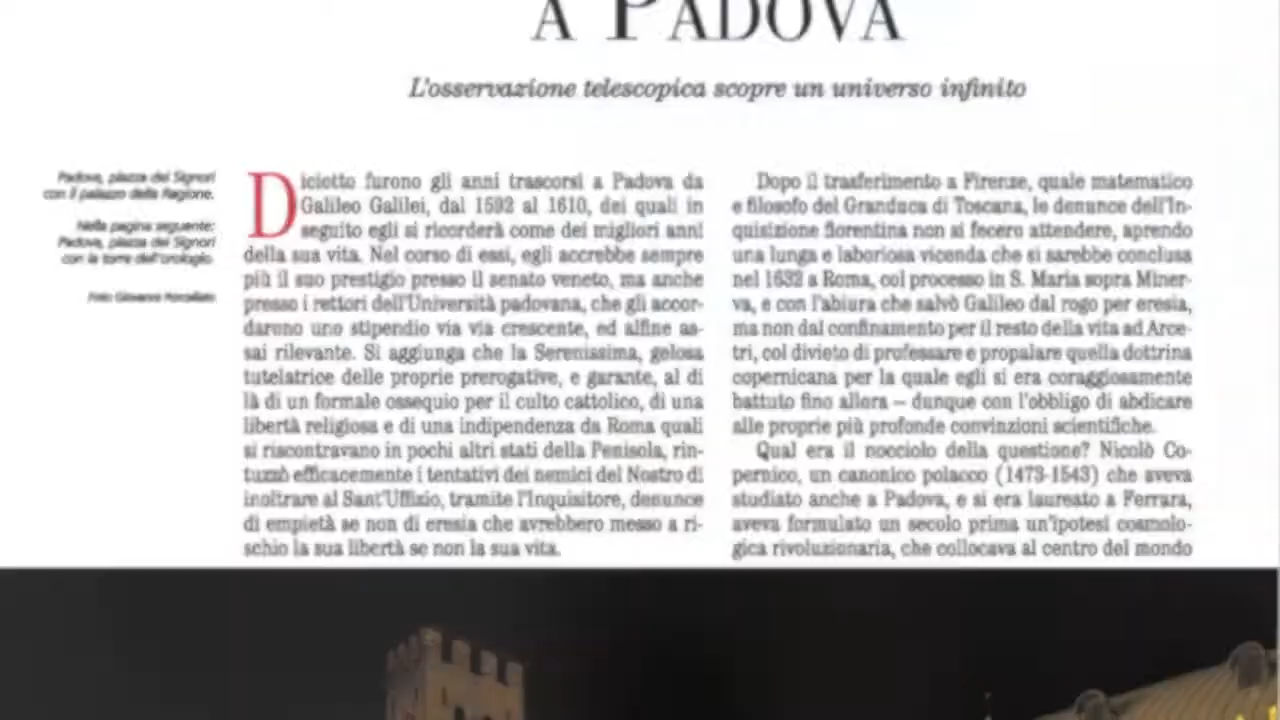 A PADOVA
L'osservazione telescopica scopre un universo infinito
Padova, piazza dei Signori
con il palazzo della Ragione.
Nella pagina seguente:
Padova, piazza dei Signori
con la torre dell'orologio.
Foto Giovanni
Diciotto furono gli anni trascorsi a Padova da
Galileo Galilei, dal 1592 al 1610, dei quali in
seguito egli si ricorderà come dei migliori anni
della sua vita. Nel corso di essi, egli accrebbe sempre
più il suo prestigio presso il senato veneto, ma anche
presso i rettori dell'Università padovana, che gli accor-
darono uno stipendio via via crescente, ed alfine as-
sai rilevante. Si aggiunga che la Serenissima, gelosa
tutelatrice delle proprie prerogative, e garante, al di
là di un formale ossequio per il culto cattolico, di una
libertà religiosa e di una indipendenza da Roma quali
si riscontravano in pochi altri stati della Penisola, rin-
tuzzò efficacemente i tentativi dei nemici del Nostro di
inoltrare al Sant'Uffizio, tramite l'Inquisitore, denunce
di empietà se non di eresia che avrebbero messo a ri-
schio la sua libertà se non la sua vita.
Dopo il trasferimento a Firenze, quale matematico
e filosofo del Granduca di Toscana, le denunce dell'In-
quisizione fiorentina non si fecero attendere, aprendo
una lunga e laboriosa vicenda che si sarebbe conclusa
nel 1632 a Roma, col processo in S. Maria sopra Miner-
va, e con l'abiura che salvò Galileo dal rogo per eresia,
ma non dal confinamento per il resto della vita ad Arce-
tri, col divieto di professare e propalare quella dottrina
copernicana per la quale egli si era coraggiosamente
battuto fino allora – dunque con l'obbligo di abdicare
alle proprie più profonde convinzioni scientifiche.
Qual era il nocciolo della questione? Nicolò Co-
pernico, un canonico polacco (1473-1543) che aveva
studiato anche a Padova, e si era laureato a Ferrara,
aveva formulato un secolo prima un'ipotesi cosmolo-
gica rivoluzionaria, che collocava al centro del mondo